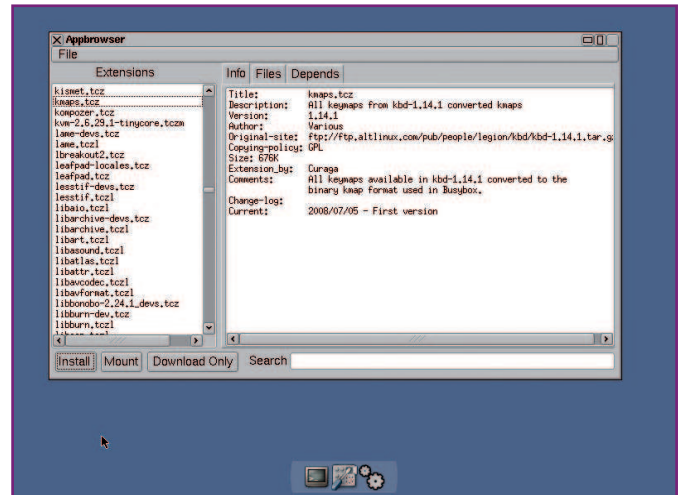 Appbrowser
File
Extensions
kismet.tcz
kmaps.tcz
kompozer.tcz
kvm-2.6.29.1-tinycore.tczm
lame-devs.tcz
lame.tczl
lbreakout2.tcz
leafpad-locales.tcz
leafpad.tcz
lesstif-devs.tcz
lesstif.tczl
libaio.tczl
libarchive-devs.tcz
libarchive.tczl
libart.tczl
libasound.tczl
libatlas.tczl
libattr.tczl
libavcodec.tczl
libavformat.tczl
libbonobo-2.24.1_devs.tcz
libburn-dev.tcz
libburn.tczl
Info Files Depends
Title: kmaps.tcz
Description: All keymaps from kbd-1.14.1 converted kmaps
Version: 1.14.1
Author: Various
Original-site: ftp://ftp.altlinux.com/pub/people/legion/kbd/kbd-1.14.1.tar.g
Copying-policy: GPL
Size: 676K
Extension_by: Curaga
Comments: All keymaps available in kbd-1.14.1 converted to the
binary kmap format used in Busybox.
Change-log:
Current: 2008/07/05 - First version
Install Mount Download Only Search